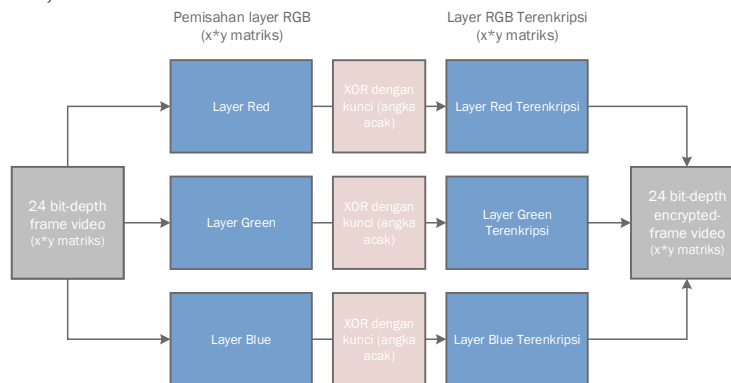 Pemisahan layer RGB
(x*y matriks)
Layer RGB Terenkripsi
(x*y matriks)
Layer Red
XOR dengan
kunci (angka
acak)
Layer Red Terenkripsi
24 bit-depth
frame video
(x*y matriks)
Layer Green
XOR dengan
kunci (angka
acak)
Layer Green
Terenkripsi
24 bit-depth
encrypted-
frame video
(x*y matriks)
Layer Blue
XOR dengan
kunci (angka
acak)
Layer Blue Terenkripsi